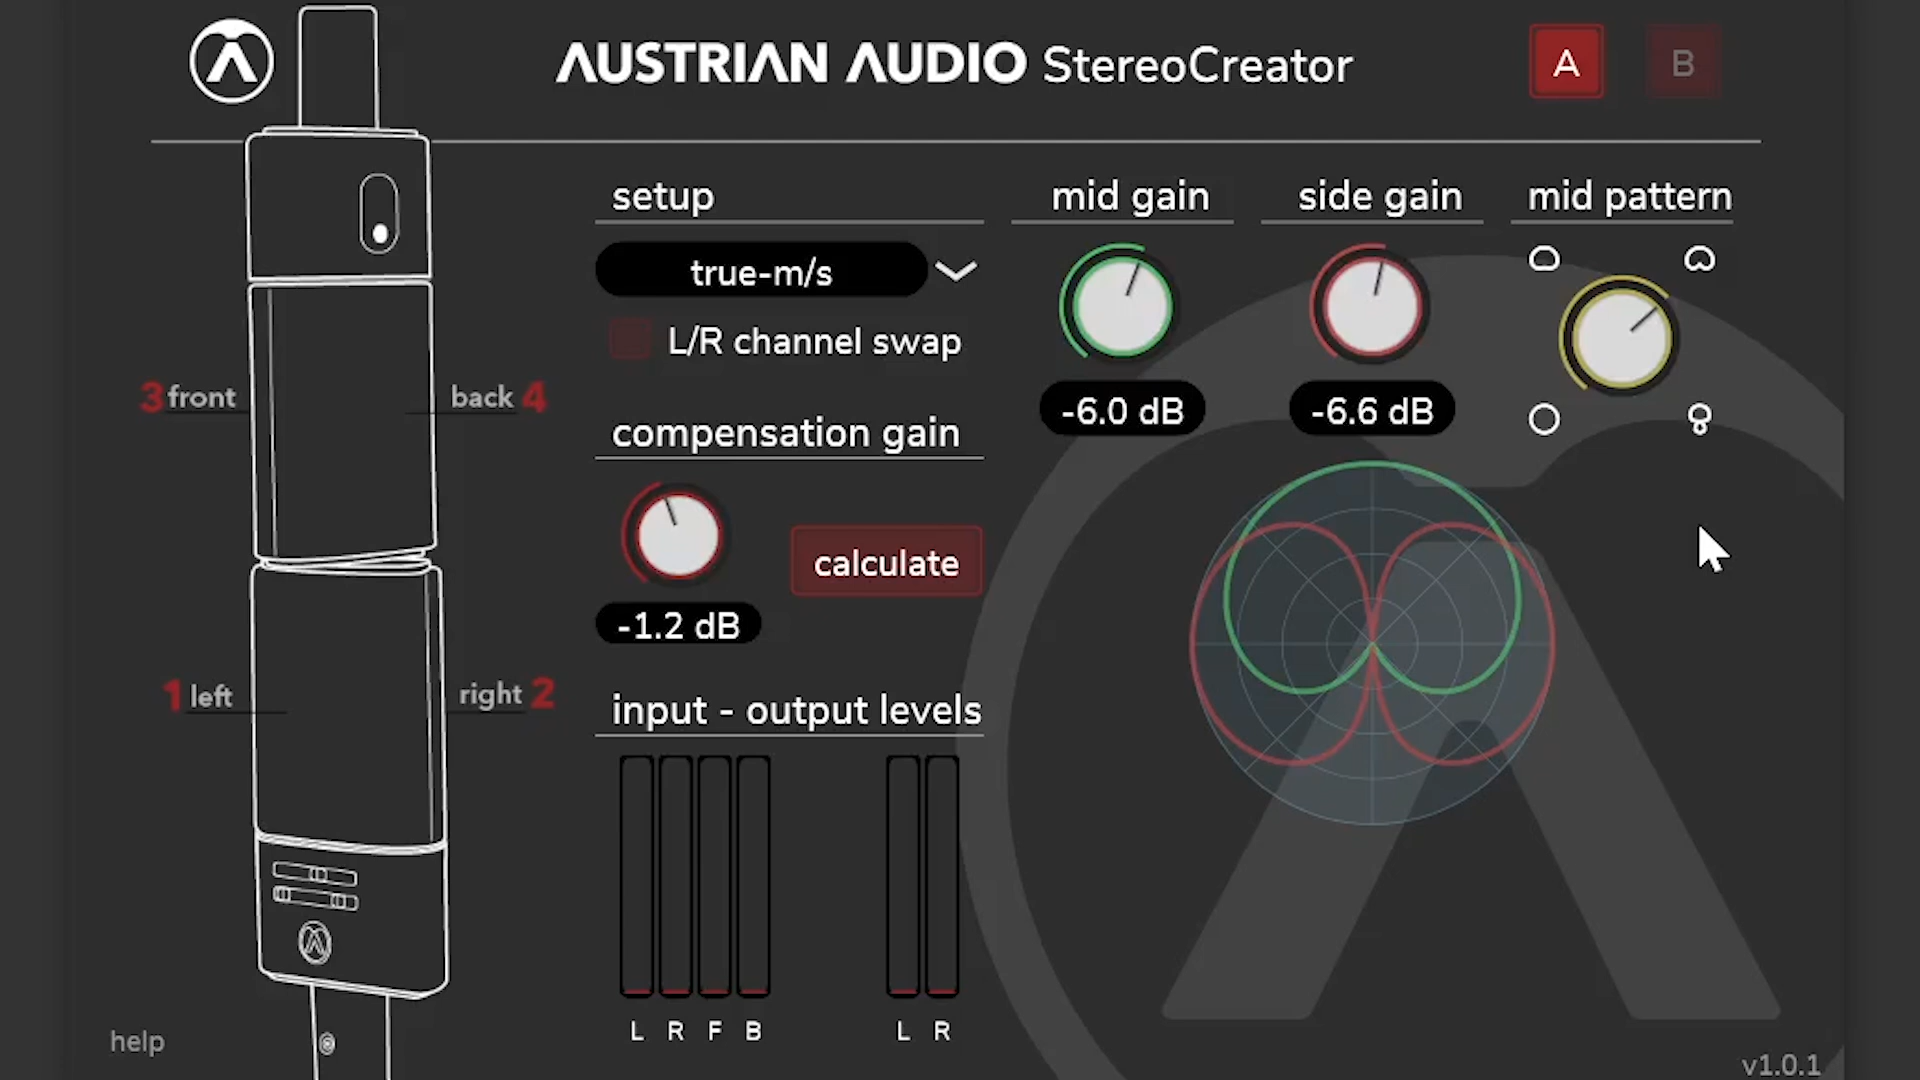 AUSTRIAN AUDIO StereoCreator
A
B
setup
mid gain
side gain
mid pattern
true-m/s
L/R channel swap
3 front
back 4
-6.0 dB
-6.6 dB
compensation gain
calculate
-1.2 dB
1 left
right 2
input - output levels
L R F B
L R
help
v1.0.1